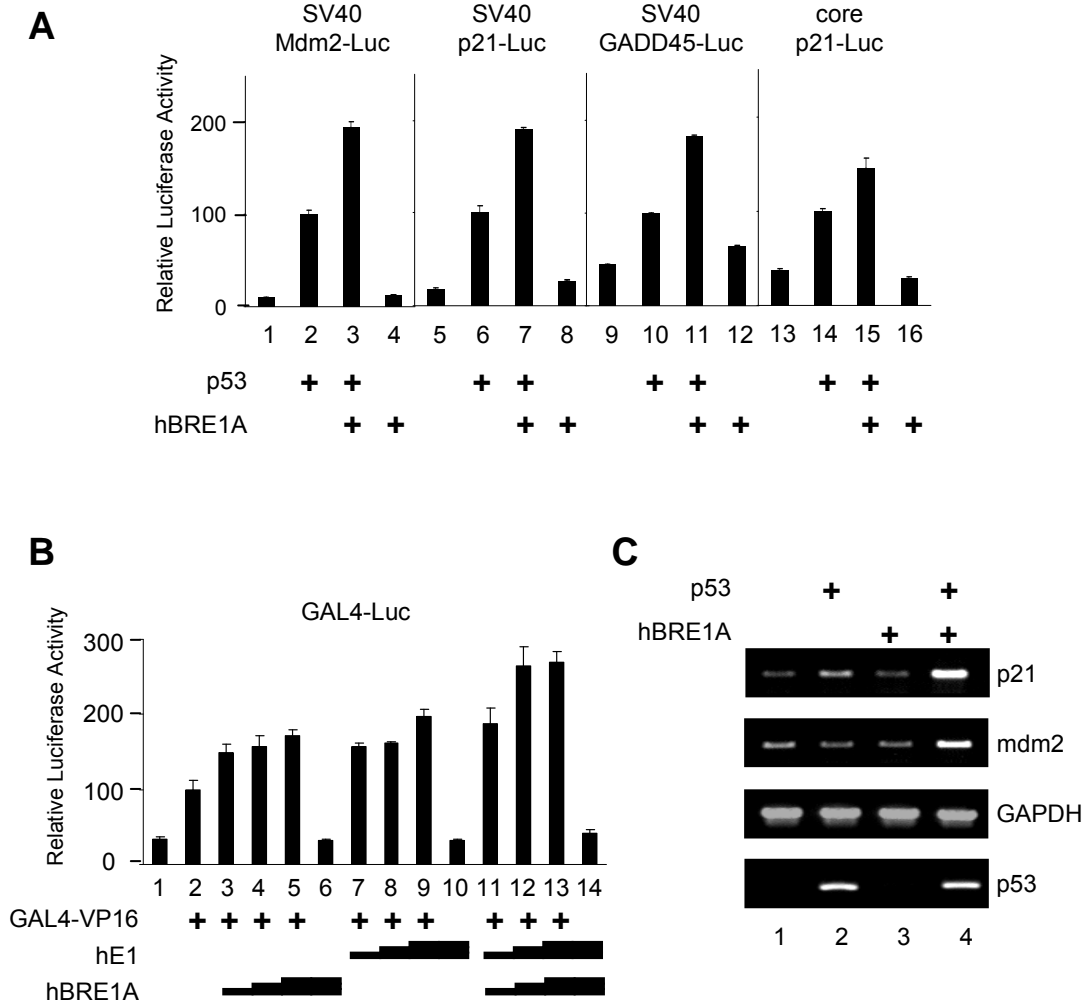 A
SV40 Mdm2-Luc
SV40 p21-Luc
SV40 GADD45-Luc
core p21-Luc
Relative Luciferase Activity
200
100
0
1 2 3 4 5 6 7 8 9 10 11 12 13 14 15 16
p53 + + + + + + + +
hBRE1A + + + + + + + +
B
GAL4-Luc
Relative Luciferase Activity
300
200
100
0
1 2 3 4 5 6 7 8 9 10 11 12 13 14
GAL4-VP16 + + + + + + + + + +
hE1
hBRE1A
C
p53 + +
hBRE1A + +
p21
mdm2
GAPDH
p53
1 2 3 4